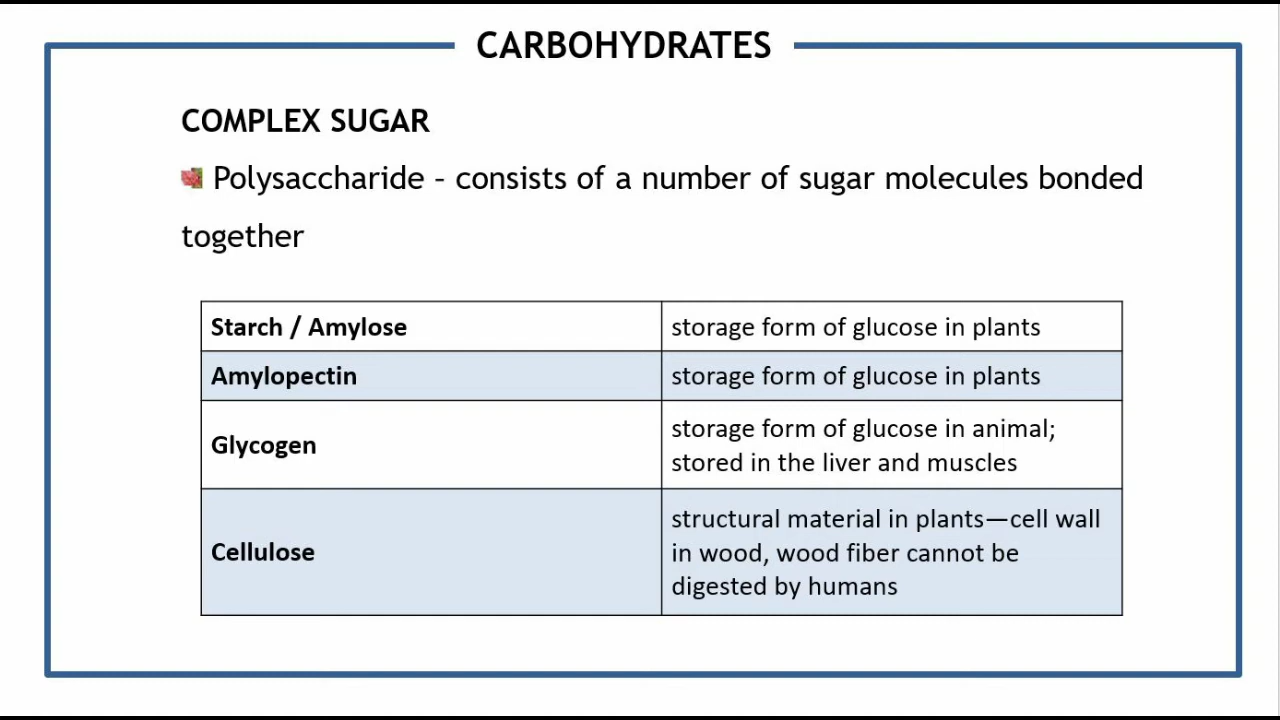 CARBOHYDRATES
COMPLEX SUGAR
Polysaccharide - consists of a number of sugar molecules bonded
together
Starch / Amylose
storage form of glucose in plants
Amylopectin
storage form of glucose in plants
Glycogen
storage form of glucose in animal;
stored in the liver and muscles
Cellulose
structural material in plants—cell wall
in wood, wood fiber cannot be
digested by humans